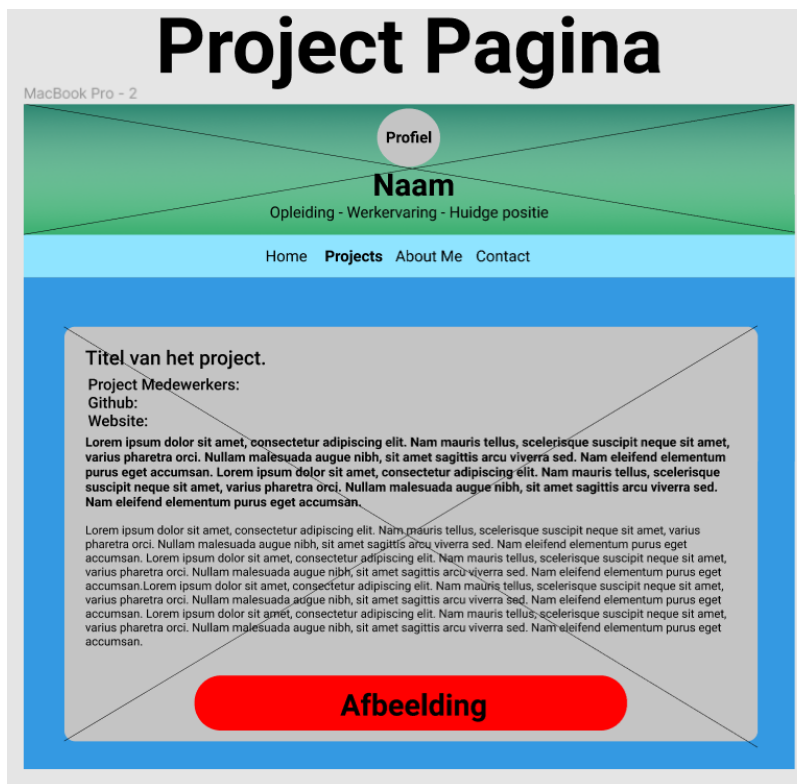 Project Pagina
MacBook Pro - 2
Profiel
Naam
Opleiding - Werkervaring - Huidge positie
Home Projects About Me Contact
Titel van het project.
Project Medewerkers:
Github:
Website:
Lorem ipsum dolor sit amet, consectetur adipiscing elit. Nam mauris tellus, scelerisque suscipit neque sit amet,
varius pharetra orci. Nullam malesuada augue nibh, sit amet sagittis arcu viverra sed. Nam eleifend elementum
purus eget accumsan. Lorem ipsum dolor sit amet, consectetur adipiscing elit. Nam mauris tellus, scelerisque
suscipit neque sit amet, varius pharetra orci. Nullam malesuada augue nibh, sit amet sagittis arcu viverra sed.
Nam eleifend elementum purus eget accumsan.
Lorem ipsum dolor sit amet, consectetur adipiscing elit. Nam mauris tellus, scelerisque suscipit neque sit amet, varius
pharetra orci. Nullam malesuada augue nibh, sit amet sagittis arcu viverra sed. Nam eleifend elementum purus eget
accumsan. Lorem ipsum dolor sit amet, consectetur adipiscing elit. Nam mauris tellus, scelerisque suscipit neque sit amet,
varius pharetra orci. Nullam malesuada augue nibh, sit amet sagittis arcu viverra sed. Nam eleifend elementum purus eget
accumsan.Lorem ipsum dolor sit amet, consectetur adipiscing elit. Nam mauris tellus, scelerisque suscipit neque sit amet,
varius pharetra orci. Nullam malesuada augue nibh, sit amet sagittis arcu viverra sed. Nam eleifend elementum purus eget
accumsan. Lorem ipsum dolor sit amet, consectetur adipiscing elit. Nam mauris tellus, scelerisque suscipit neque sit amet,
varius pharetra orci. Nullam malesuada augue nibh, sit amet sagittis arcu viverra sed. Nam eleifend elementum purus eget
accumsan.
Afbeelding